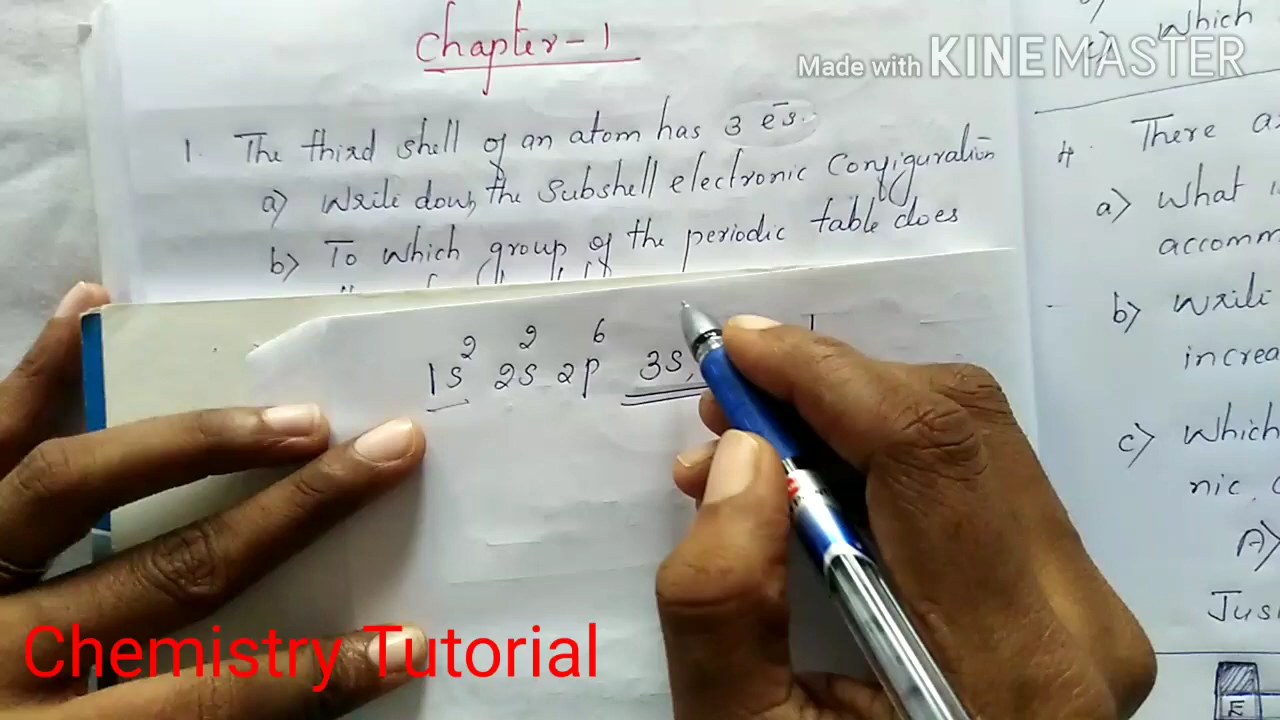 Chapter-1
Made with KINEMASTER
c) Which
1. The third shell of an atom has 3 e̅s.
a) Write down the Subshell electronic Configuration
b) To which group of the periodic table does
1s² 2s² 2p⁶ 3s,
4. There
a) What
accomm
b) Write
increa
c) Which
nic,
A)
Jus
E
Chemistry Tutorial